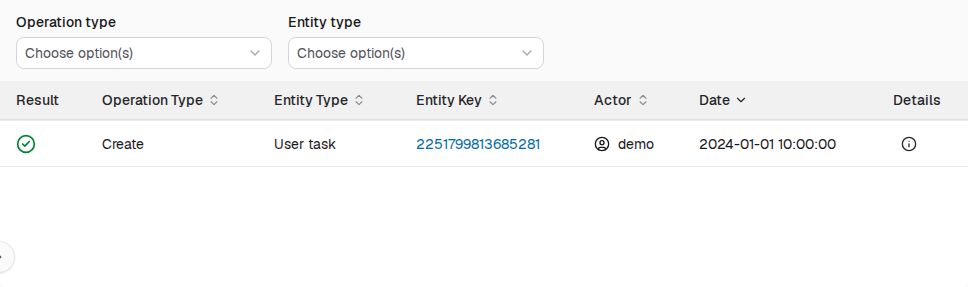 Operation type Entity type
Choose option(s) Choose option(s)
Result Operation Type Entity Type Entity Key Actor Date Details
Create User task 2251799813685281 demo 2024-01-01 10:00:00